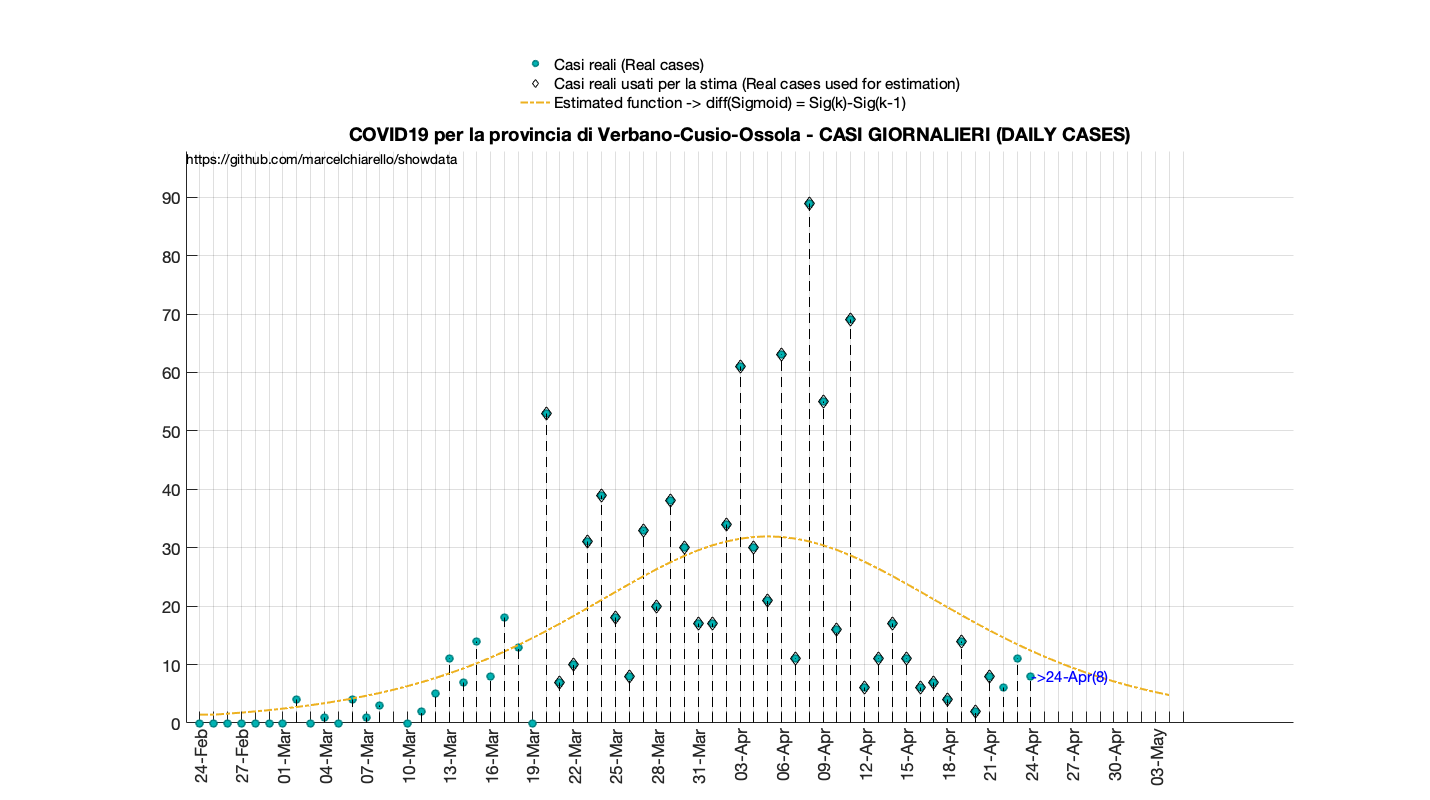 Casi reali (Real cases)
Casi reali usati per la stima (Real cases used for estimation)
Estimated function -> diff(Sigmoid) = Sig(k)-Sig(k-1)
COVID19 per la provincia di Verbano-Cusio-Ossola - CASI GIORNALIERI (DAILY CASES)
https://github.com/marcelchiarello/showdata
90
80
70
60
50
40
30
20
10
0
->24-Apr(8)
24-Feb
27-Feb
01-Mar
04-Mar
07-Mar
10-Mar
13-Mar
16-Mar
19-Mar
22-Mar
25-Mar
28-Mar
31-Mar
03-Apr
06-Apr
09-Apr
12-Apr
15-Apr
18-Apr
21-Apr
24-Apr
27-Apr
30-Apr
03-May